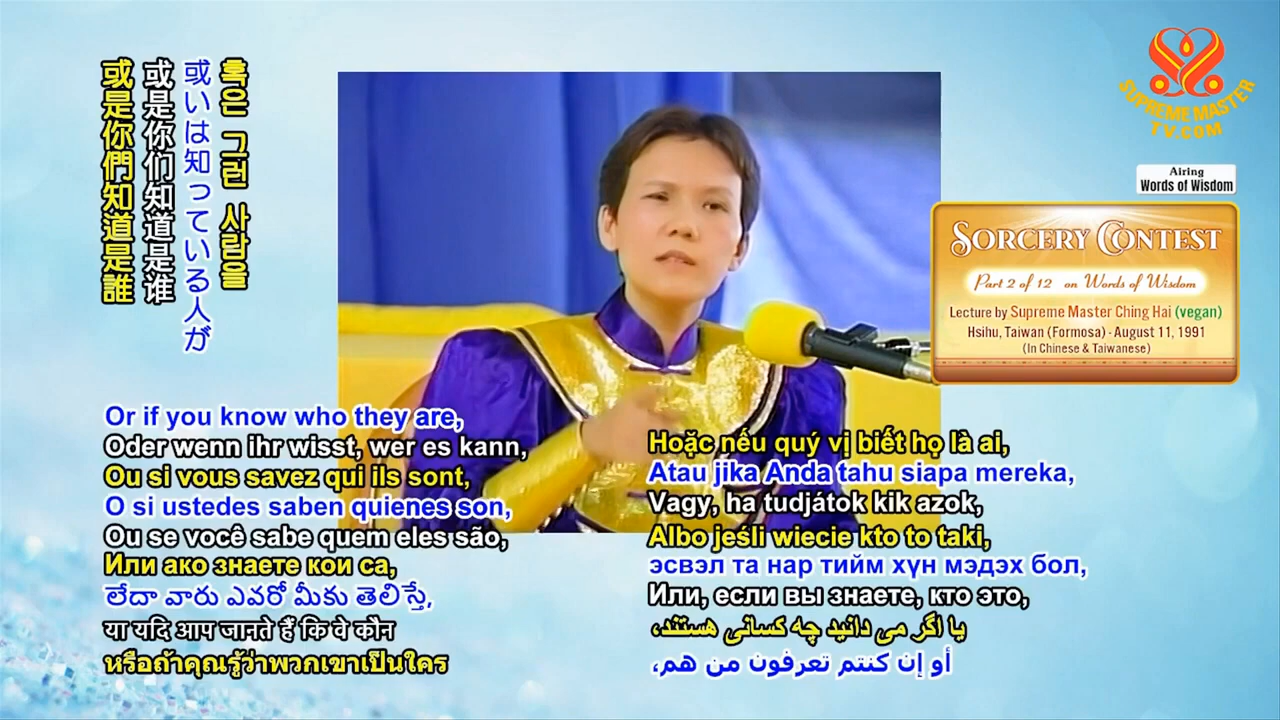 或是你們知道是誰
或是你们知道是谁
或いは知っている人が
혹은 그런 사람을
SUPREME MASTER
TV.COM
Airing
Words of Wisdom
SORCERY CONTEST
Part 2 of 12 on Words of Wisdom
Lecture by Supreme Master Ching Hai (vegan)
Hsihu, Taiwan (Formosa) - August 11, 1991
(In Chinese & Taiwanese)
Or if you know who they are,
Oder wenn ihr wisst, wer es kann,
Ou si vous savez qui ils sont,
O si ustedes saben quienes son,
Ou se você sabe quem eles são,
Или ако знаете кои са,
లేదా వారు ఎవరో మీకు తెలిస్తే,
या यदि आप जानते हैं कि वे कौन
หรือถ้าคุณรู้ว่าพวกเขาเป็นใคร
Hoặc nếu quý vị biết họ là ai,
Atau jika Anda tahu siapa mereka,
Vagy, ha tudjátok kik azok,
Albo jeśli wiecie kto to taki,
эсвэл та нар тийм хүн мэдэх бол,
Или, если вы знаете, кто это,
یا اگر می دانید چه کسانی هستند،
أو إن كنتم تعرفون من هم،